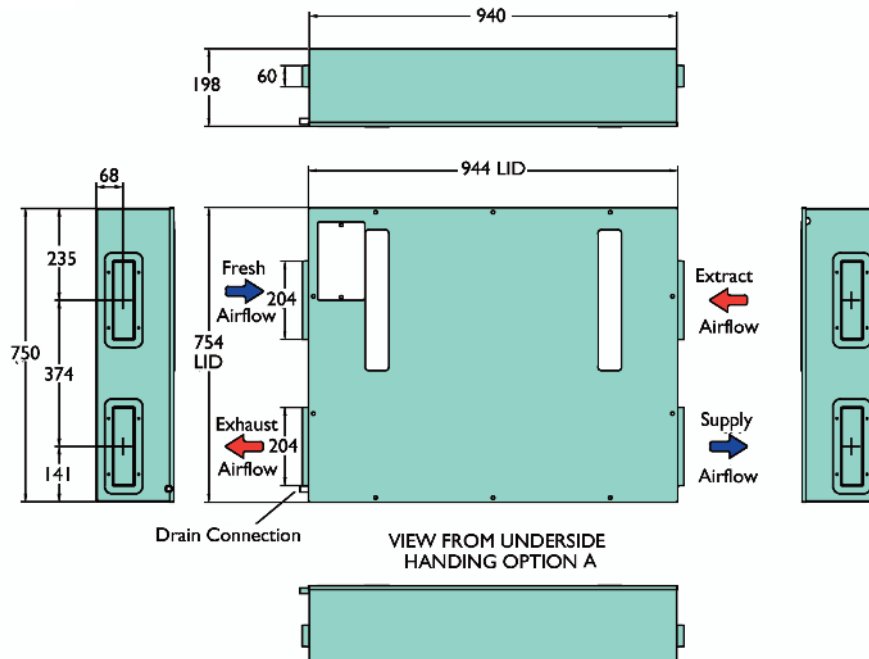 940
198
60
944 LID
68
235
Fresh
Airflow
204
Extract
Airflow
750
374
754
LID
Exhaust
Airflow
204
Supply
Airflow
141
Drain Connection
VIEW FROM UNDERSIDE
HANDING OPTION A